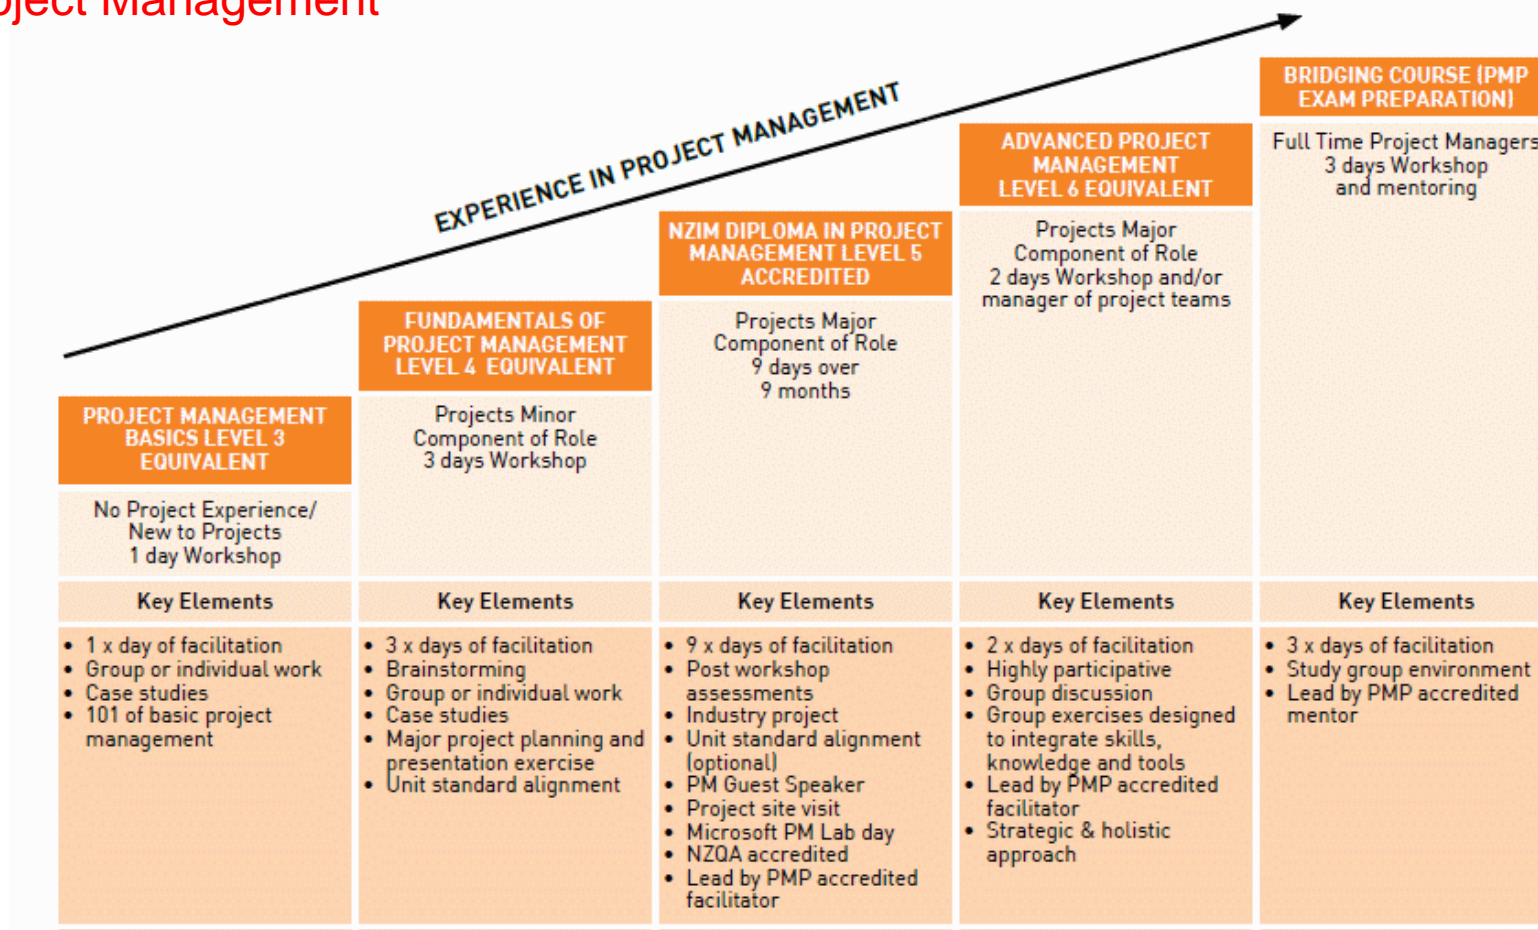 ject Management
EXPERIENCE IN PROJECT MANAGEMENT
PROJECT MANAGEMENT
BASICS LEVEL 3
EQUIVALENT
No Project Experience/
New to Projects
1 day Workshop
Key Elements
• 1 x day of facilitation
• Group or individual work
• Case studies
• 101 of basic project
management
FUNDAMENTALS OF
PROJECT MANAGEMENT
LEVEL 4 EQUIVALENT
Projects Minor
Component of Role
3 days Workshop
Key Elements
• 3 x days of facilitation
• Brainstorming
• Group or individual work
• Case studies
• Major project planning and
presentation exercise
• Unit standard alignment
NZIM DIPLOMA IN PROJECT
MANAGEMENT LEVEL 5
ACCREDITED
Projects Major
Component of Role
9 days over
9 months
Key Elements
• 9 x days of facilitation
• Post workshop
assessments
• Industry project
• Unit standard alignment
(optional)
• PM Guest Speaker
• Project site visit
• Microsoft PM Lab day
• NZQA accredited
• Lead by PMP accredited
facilitator
ADVANCED PROJECT
MANAGEMENT
LEVEL 6 EQUIVALENT
Projects Major
Component of Role
2 days Workshop and/or
manager of project teams
Key Elements
• 2 x days of facilitation
• Highly participative
• Group discussion
• Group exercises designed
to integrate skills,
knowledge and tools
• Lead by PMP accredited
facilitator
• Strategic & holistic
approach
BRIDGING COURSE (PMP
EXAM PREPARATION)
Full Time Project Managers
3 days Workshop
and mentoring
Key Elements
• 3 x days of facilitation
• Study group environment
• Lead by PMP accredited
mentor